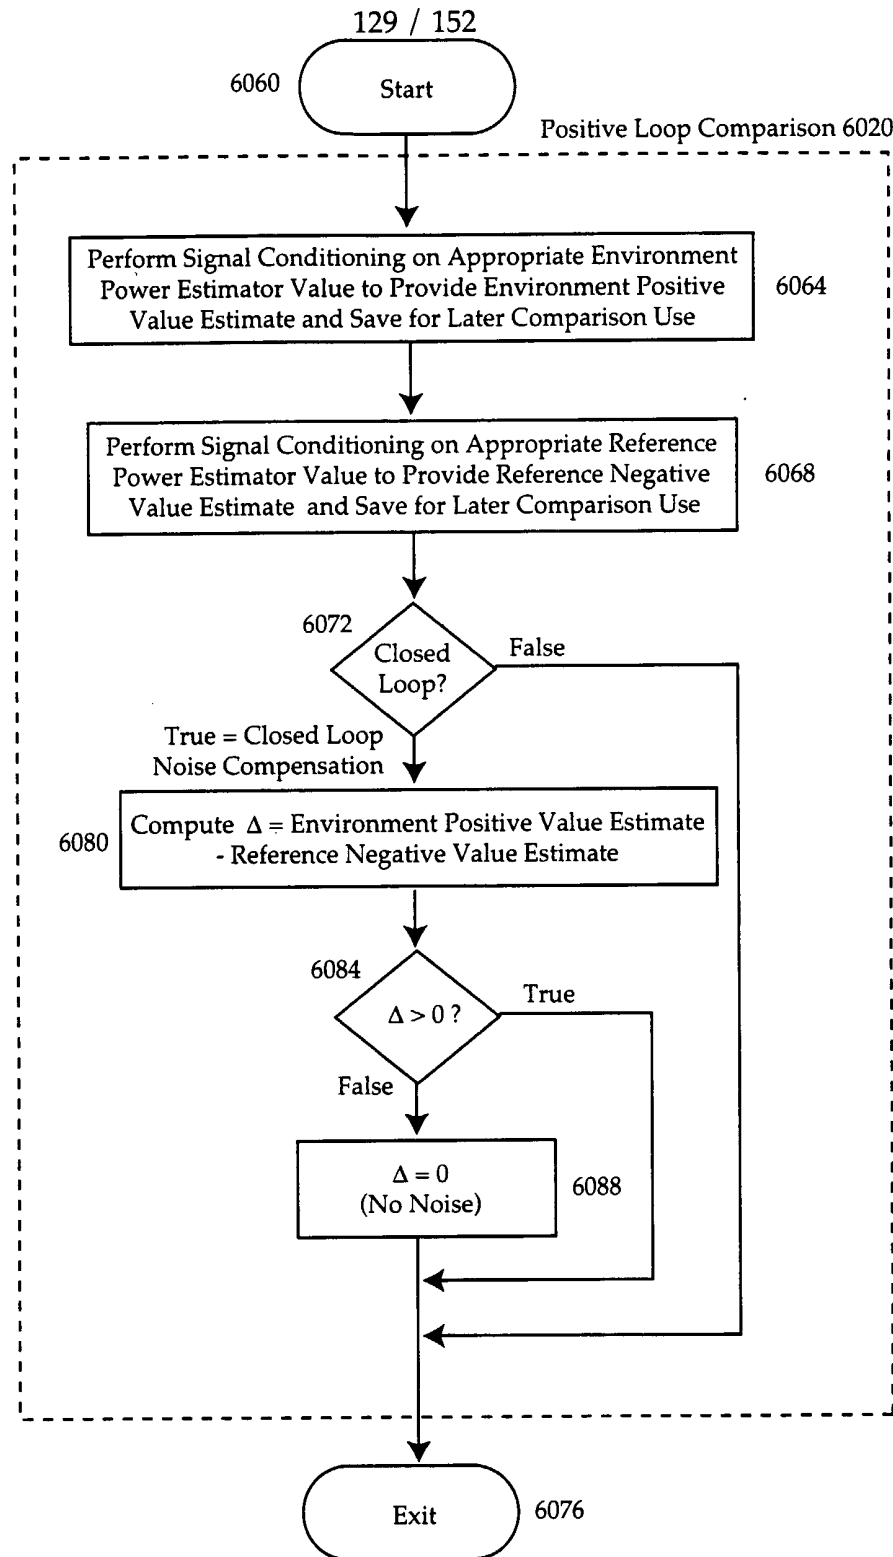 129 / 152
6060
Start
Positive Loop Comparison 6020
Perform Signal Conditioning on Appropriate Environment
Power Estimator Value to Provide Environment Positive
Value Estimate and Save for Later Comparison Use
6064
Perform Signal Conditioning on Appropriate Reference
Power Estimator Value to Provide Reference Negative
Value Estimate and Save for Later Comparison Use
6068
6072
Closed
Loop?
False
True = Closed Loop
Noise Compensation
6080
Compute Δ = Environment Positive Value Estimate
- Reference Negative Value Estimate
6084
Δ > 0 ?
True
False
Δ = 0
(No Noise)
6088
Exit
6076